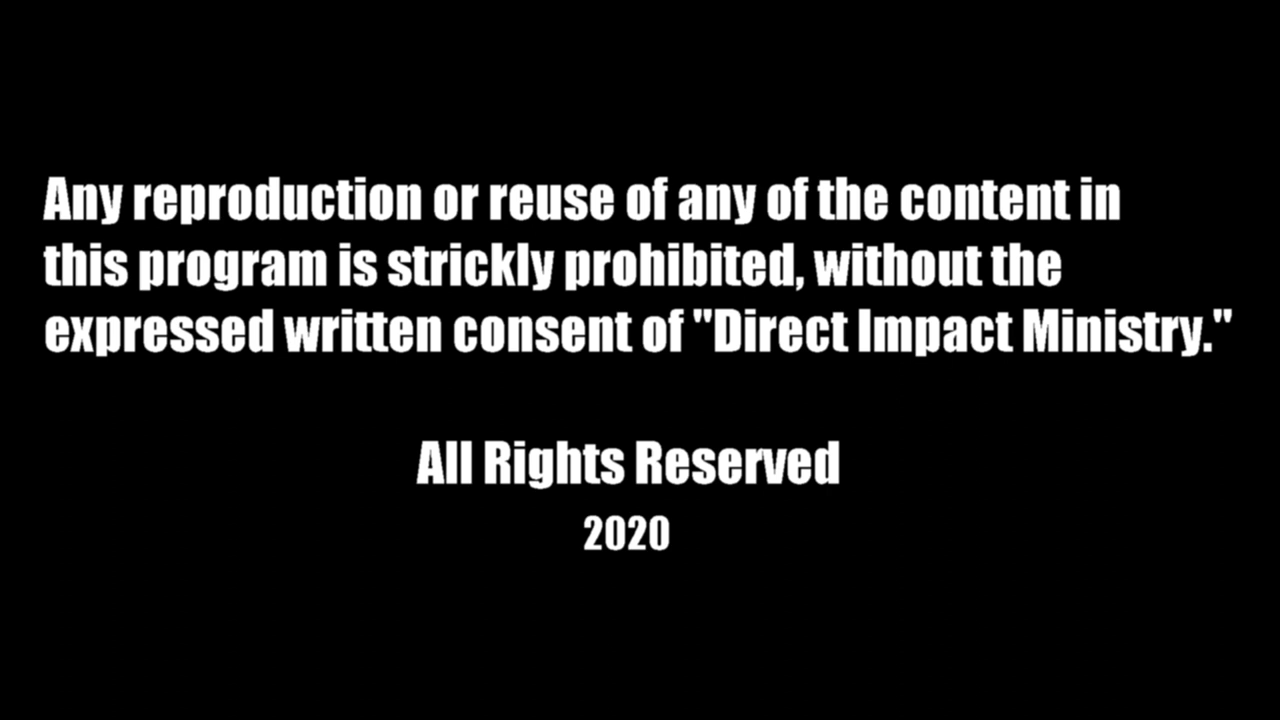 Any reproduction or reuse of any of the content in
this program is strickly prohibited, without the
expressed written consent of "Direct Impact Ministry."
All Rights Reserved
2020